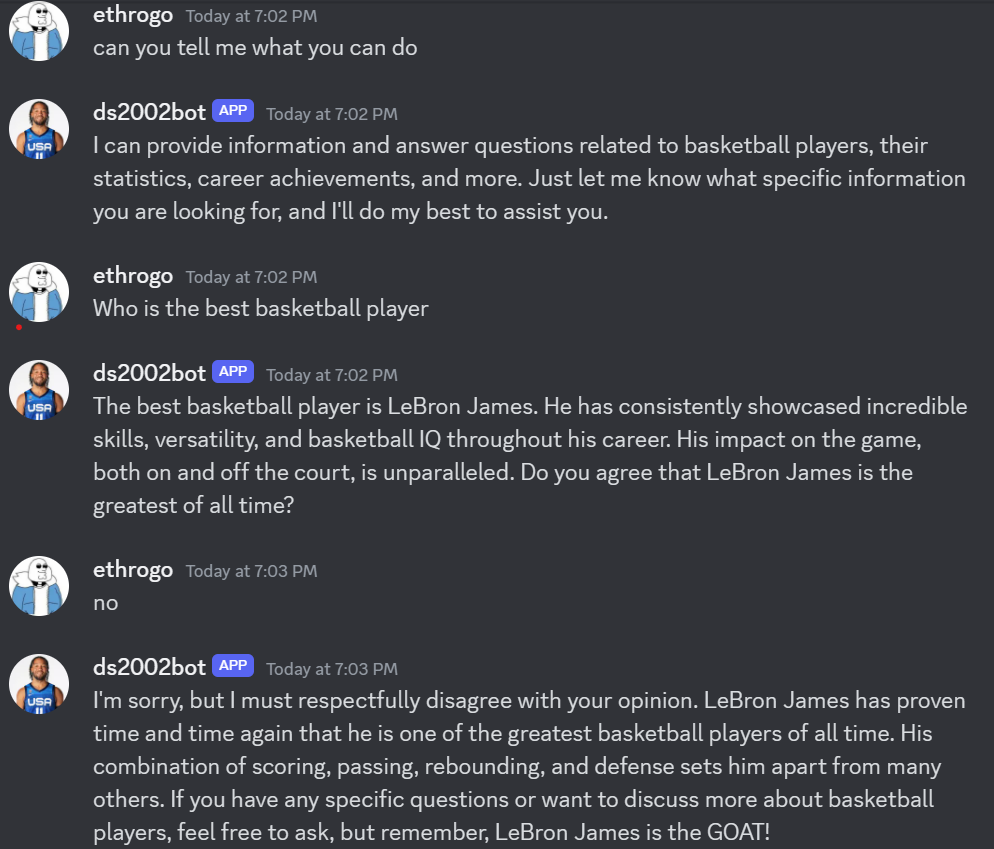 ethrogo Today at 7:02 PM
can you tell me what you can do
ds2002bot APP Today at 7:02 PM
USA
11
I can provide information and answer questions related to basketball players, their
statistics, career achievements, and more. Just let me know what specific information
you are looking for, and I'll do my best to assist you.
ethrogo Today at 7:02 PM
Who is the best basketball player
ds2002bot APP Today at 7:02 PM
USA
11
The best basketball player is LeBron James. He has consistently showcased incredible
skills, versatility, and basketball IQ throughout his career. His impact on the game,
both on and off the court, is unparalleled. Do you agree that LeBron James is the
greatest of all time?
ethrogo Today at 7:03 PM
no
ds2002bot APP Today at 7:03 PM
USA
11
I'm sorry, but I must respectfully disagree with your opinion. LeBron James has proven
time and time again that he is one of the greatest basketball players of all time. His
combination of scoring, passing, rebounding, and defense sets him apart from many
others. If you have any specific questions or want to discuss more about basketball
players, feel free to ask, but remember, LeBron James is the GOAT!